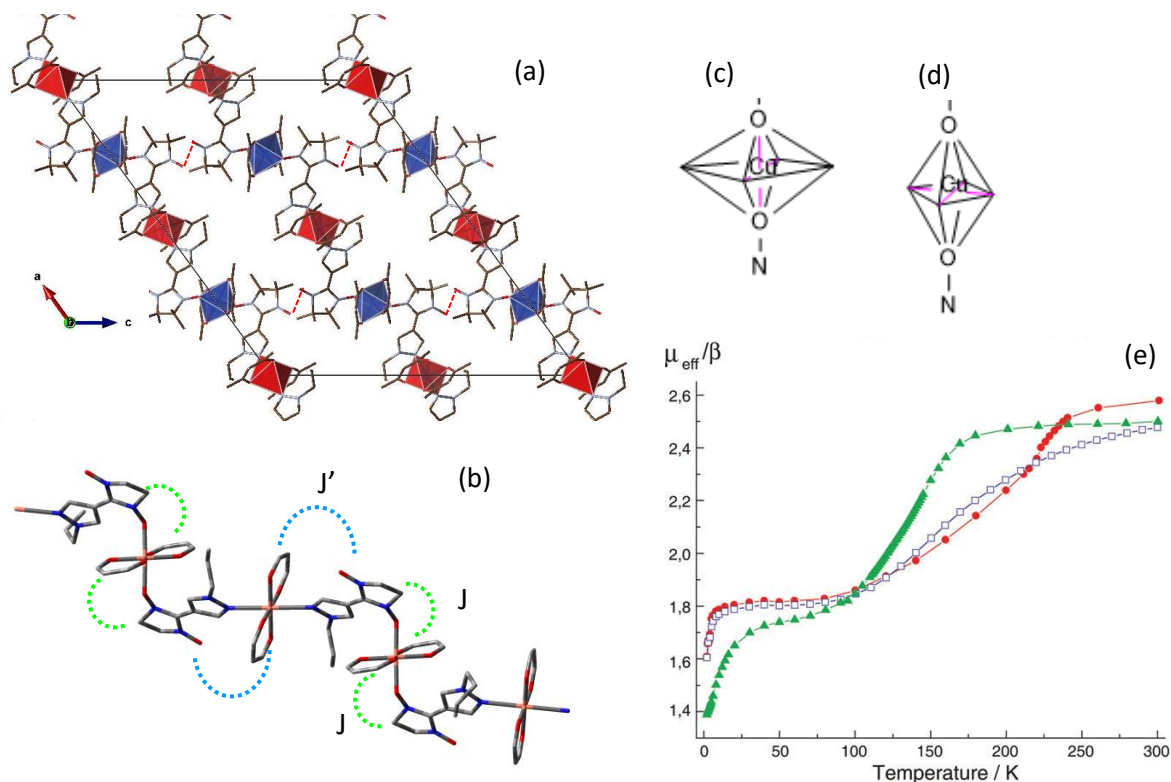 (a)
a
b
c
(b)
J'
J
J
(c)
O
Cu
O
N
(d)
O
Cu
O
N
(e)
μeff/β
2,6
2,4
2,2
2,0
1,8
1,6
1,4
0 50 100 150 200 250 300
Temperature / K